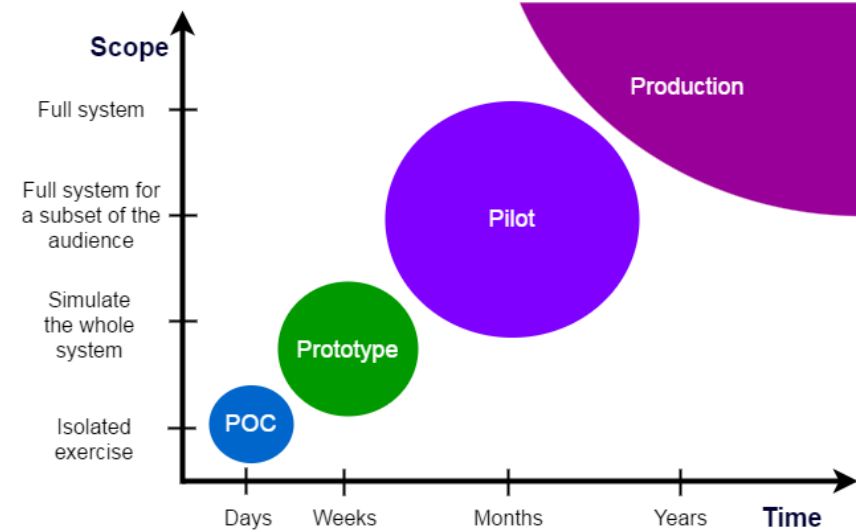 Scope
Full system
Production
Full system for
a subset of the
audience
Pilot
Simulate
the whole
system
Prototype
POC
Isolated
exercise
Days
Weeks
Months
Years
Time